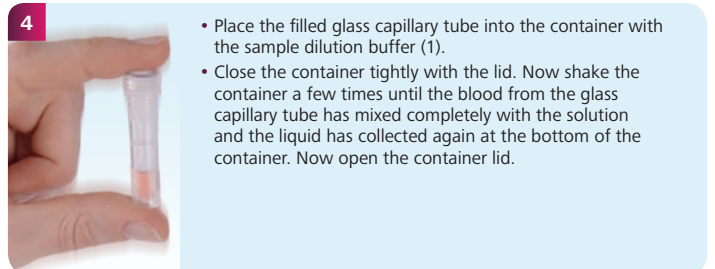 4
• Place the filled glass capillary tube into the container with
the sample dilution buffer (1).
• Close the container tightly with the lid. Now shake the
container a few times until the blood from the glass
capillary tube has mixed completely with the solution
and the liquid has collected again at the bottom of the
container. Now open the container lid.